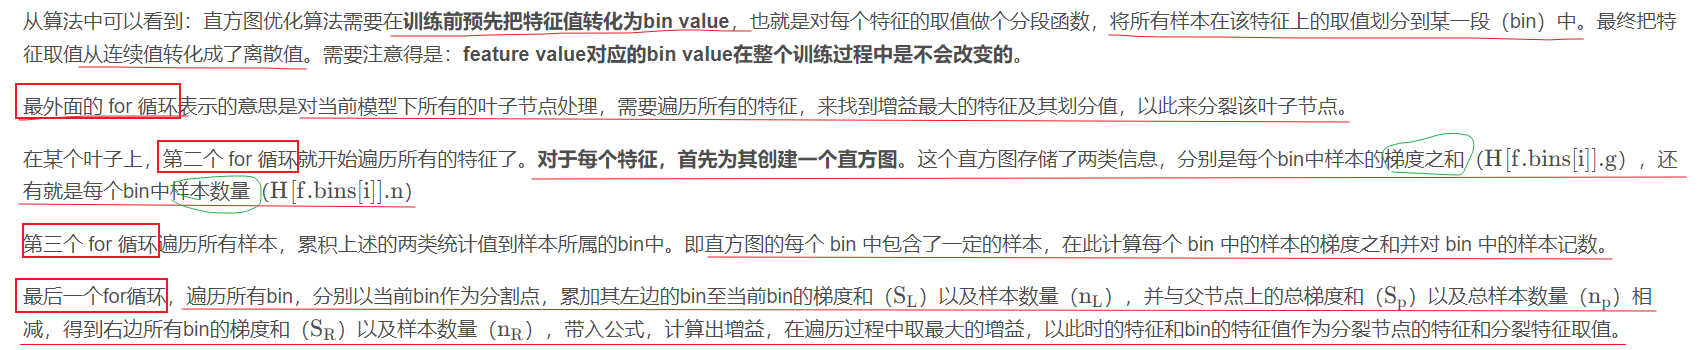 从算法中可以看到：直方图优化算法需要在训练前预先把特征值转化为bin value，也就是对每个特征的取值做个分段函数，将所有样本在该特征上的取值划分到某一段（bin）中。最终把特
征取值从连续值转化成了离散值。需要注意得是：feature value对应的bin value在整个训练过程中是不会改变的。
最外面的 for 循环表示的意思是对当前模型下所有的叶子节点处理，需要遍历所有的特征，来找到增益最大的特征及其划分值，以此来分裂该叶子节点。
在某个叶子上，第二个 for 循环就开始遍历所有的特征了。对于每个特征，首先为其创建一个直方图。这个直方图存储了两类信息，分别是每个bin中样本的梯度之和（H[f.bins[i]].g），还
有就是每个bin中样本数量（H[f.bins[i]].n）
第三个 for 循环遍历所有样本，累积上述的两类统计值到样本所属的bin中。即直方图的每个 bin 中包含了一定的样本，在此计算每个 bin 中的样本的梯度之和并对 bin 中的样本记数。
最后一个for循环，遍历所有bin，分别以当前bin作为分割点，累加其左边的bin至当前bin的梯度和（S_L）以及样本数量（n_L），并与父节点上的总梯度和（S_p）以及总样本数量（n_p）相
减，得到右边所有bin的梯度和（S_R）以及样本数量（n_R），带入公式，计算出增益，在遍历过程中取最大的增益，以此时的特征和bin的特征值作为分裂节点的特征和分裂特征取值。